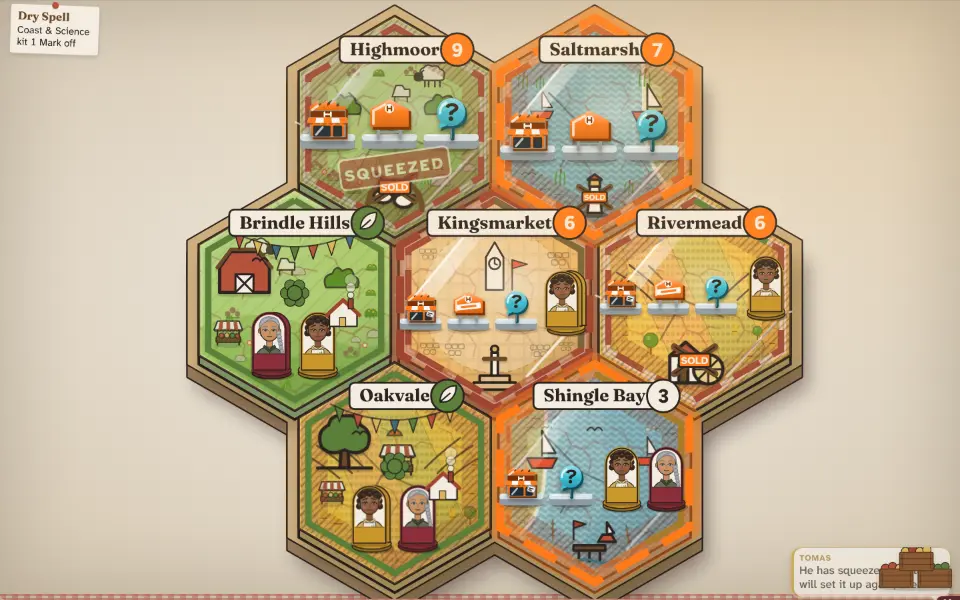 Dry Spell
Coast & Science
kit 1 Mark off
Highmoor 9
Saltmarsh 7
H
?
H
?
SQUEEZED
SOLD
SOLD
Brindle Hills
Kingsmarket 6
Rivermead 6
H
?
H
?
SOLD
Oakvale
Shingle Bay 3
?
TOMAS
He has squeeze
will set it up